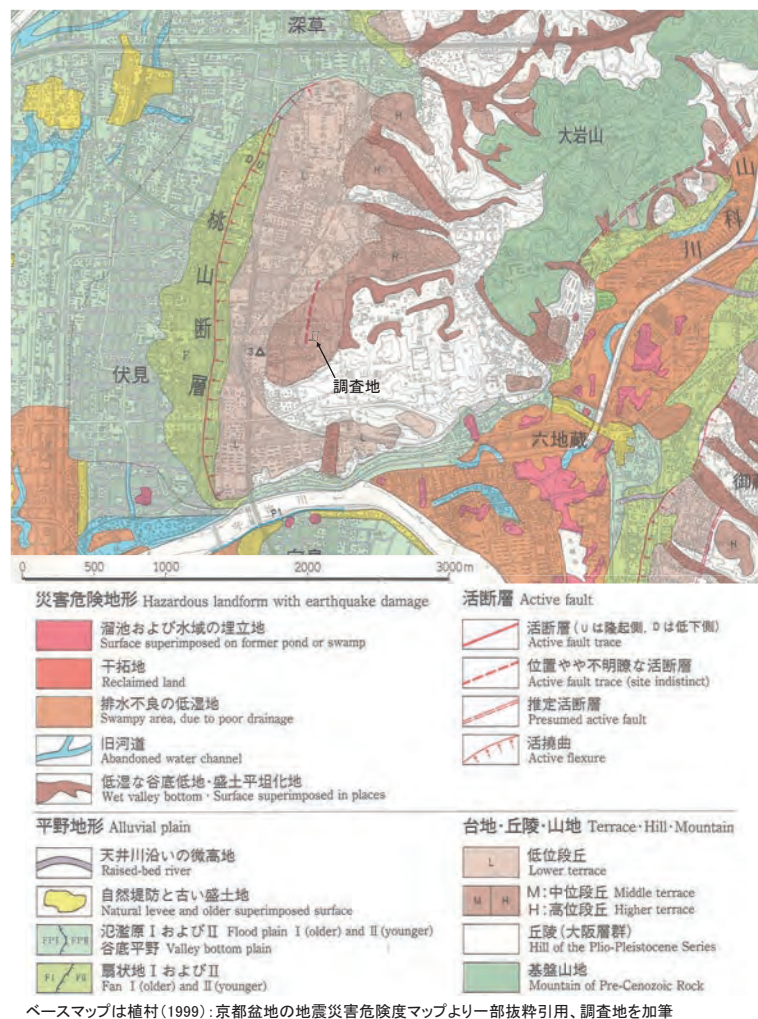 深草
大岩山
H
H
D U
L
山科川
桃山断層
H
H
F
3△
伏見
調査地
L
L
六地蔵
H
P1
0 500 1000 2000 3000m
災害危険地形 Hazardous landform with earthquake damage
溜池および水域の埋立地
Surface superimposed on former pond or swamp
干拓地
Reclaimed land
排水不良の低湿地
Swampy area, due to poor drainage
旧河道
Abandoned water channel
低湿な谷底低地・盛土平坦化地
Wet valley bottom・Surface superimposed in places
活断層 Active fault
活断層(Uは隆起側, Dは低下側)
Active fault trace
位置やや不明瞭な活断層
Active fault trace (site indistinct)
推定活断層
Presumed active fault
活撓曲
Active flexure
平野地形 Alluvial plain
天井川沿いの微高地
Raised-bed river
自然堤防と古い盛土地
Natural levee and older superimposed surface
FPI FPII
氾濫原 I および II Flood plain I (older) and II (younger)
谷底平野 Valley bottom plain
FI FII
扇状地 I および II
Fan I (older) and II (younger)
台地・丘陵・山地 Terrace・Hill・Mountain
L
低位段丘
Lower terrace
M H
M:中位段丘 Middle terrace
H:高位段丘 Higher terrace
丘陵(大阪層群)
Hill of the Plio-Pleistocene Series
基盤山地
Mountain of Pre-Cenozoic Rock
ベースマップは植村(1999):京都盆地の地震災害危険度マップより一部抜粋引用、調査地を加筆